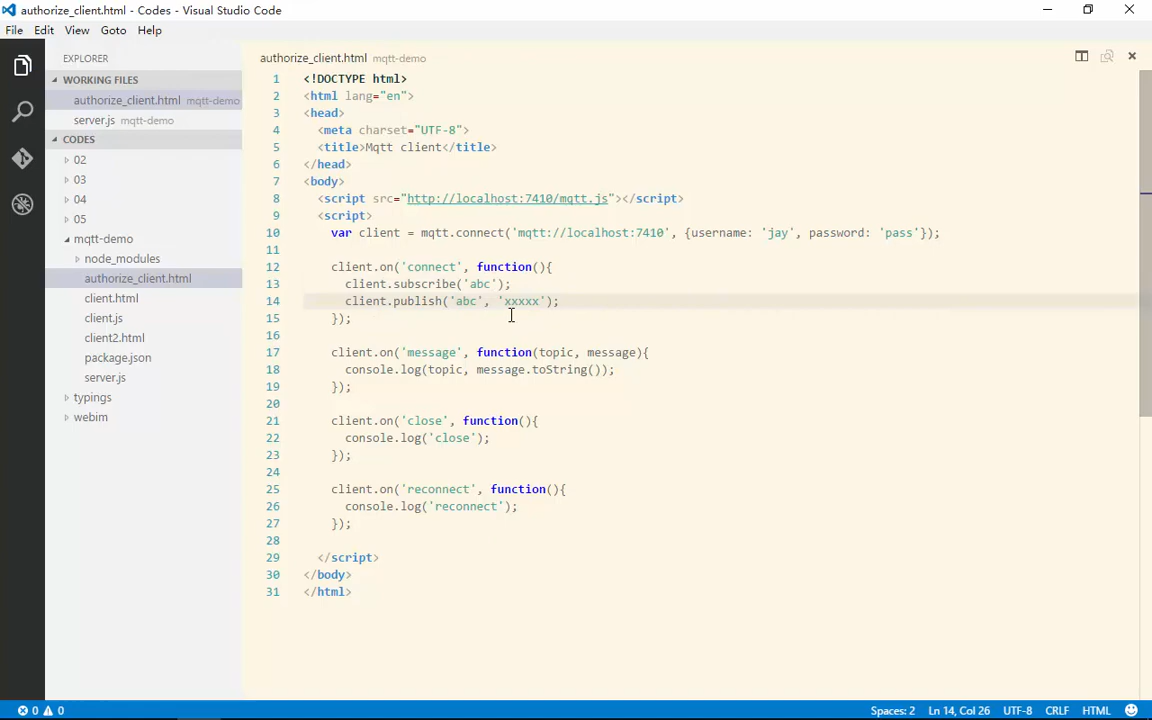 authorize_client.html - Codes - Visual Studio Code
File Edit View Goto Help
EXPLORER
WORKING FILES
authorize_client.html mqtt-demo
server.js mqtt-demo
CODES
02
03
04
05
mqtt-demo
node_modules
authorize_client.html
client.html
client.js
client2.html
package.json
server.js
typings
webim
authorize_client.html mqtt-demo
1 <!DOCTYPE html>
2 <html lang="en">
3 <head>
4 <meta charset="UTF-8">
5 <title>Mqtt client</title>
6 </head>
7 <body>
8 <script src="http://localhost:7410/mqtt.js"></script>
9 <script>
10 var client = mqtt.connect('mqtt://localhost:7410', {username: 'jay', password: 'pass'});
11
12 client.on('connect', function(){
13 client.subscribe('abc');
14 client.publish('abc', 'xxxxx');
15 });
16
17 client.on('message', function(topic, message){
18 console.log(topic, message.toString());
19 });
20
21 client.on('close', function(){
22 console.log('close');
23 });
24
25 client.on('reconnect', function(){
26 console.log('reconnect');
27 });
28
29 </script>
30 </body>
31 </html>
0 0 Spaces: 2 Ln 14, Col 26 UTF-8 CRLF HTML